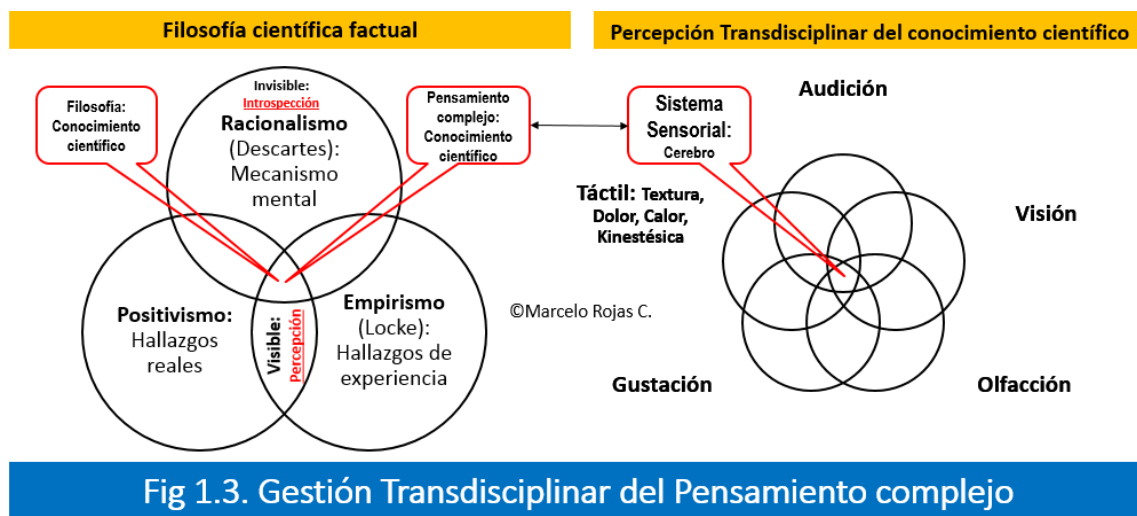 Filosofía científica factual
Percepción Transdisciplinar del conocimiento científico
Filosofía:
Conocimiento
científico
Invisible:
Introspección
Racionalismo
(Descartes):
Mecanismo
mental
Pensamiento
complejo:
Conocimiento
científico
Positivismo:
Hallazgos
reales
Visible:
Percepción
Empirismo
(Locke):
Hallazgos de
experiencia
©Marcelo Rojas C.
Sistema
Sensorial:
Cerebro
Audición
Táctil: Textura,
Dolor, Calor,
Kinestésica
Visión
Gustación
Olfacción
Fig 1.3. Gestión Transdisciplinar del Pensamiento complejo